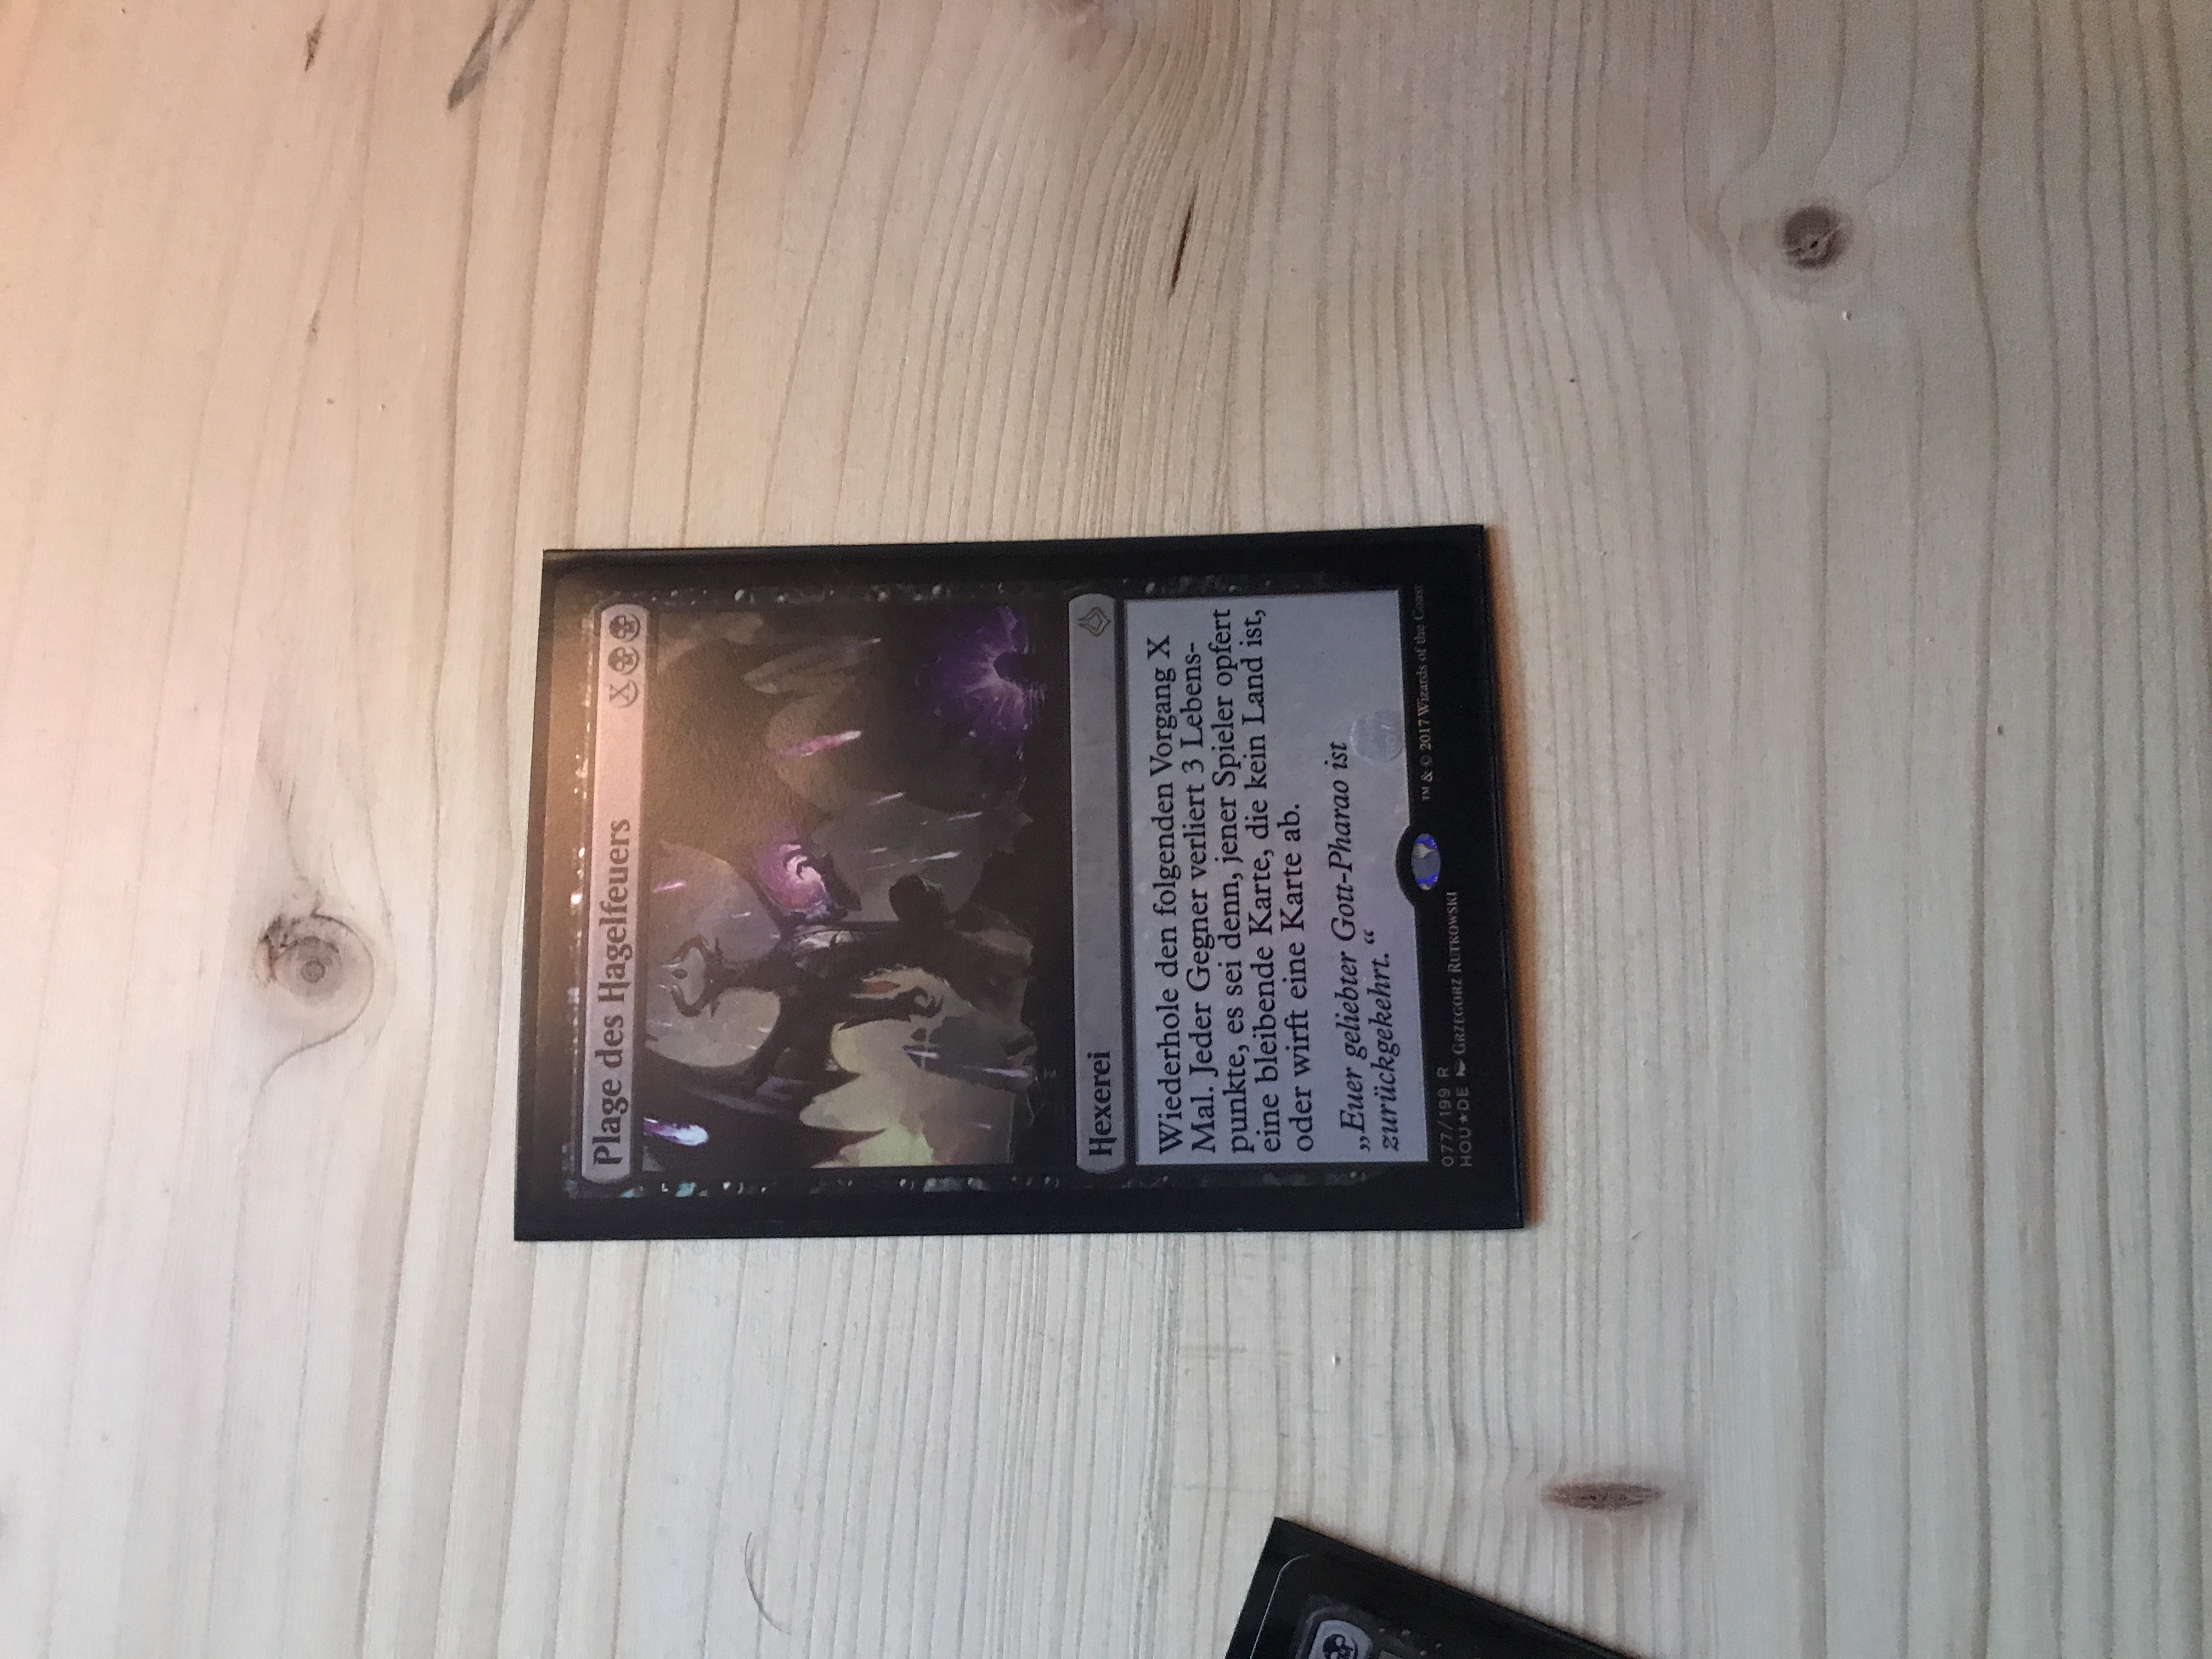 Plage des Hagelfeuers X
Hexerei
Wiederhole den folgenden Vorgang X
Mal. Jeder Gegner verliert 3 Lebens-
punkte, es sei denn, jener Spieler opfert
eine bleibende Karte, die kein Land ist,
oder wirft eine Karte ab.
„Euer geliebter Gott-Pharao ist
zurückgekehrt.“
077/199 R
HOU★DE GRZEGORZ RUTKOWSKI
™ & © 2017 Wizards of the Coast